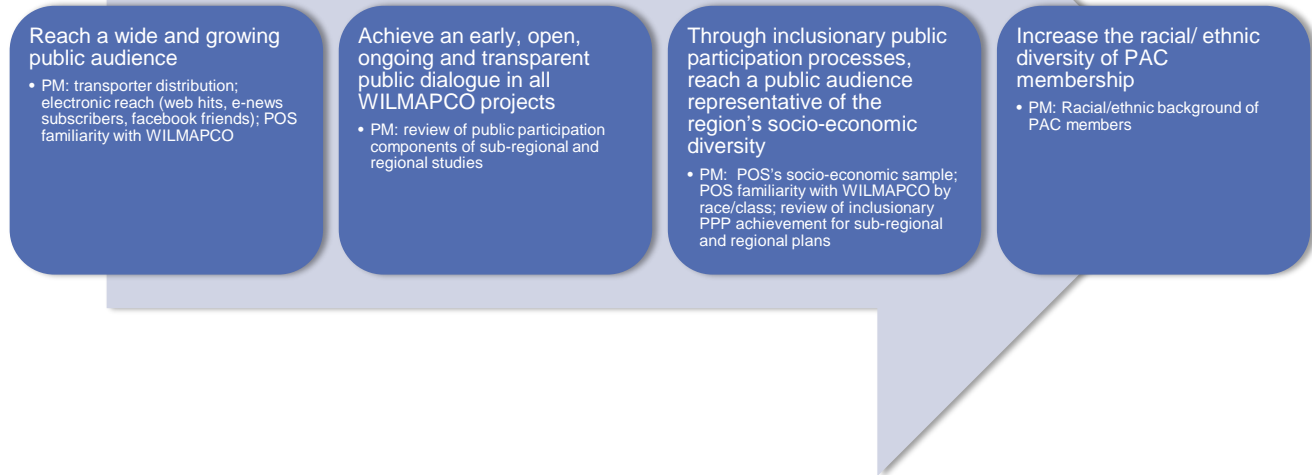 Reach a wide and growing
public audience
• PM: transporter distribution;
electronic reach (web hits, e-news
subscribers, facebook friends); POS
familiarity with WILMAPCO
Achieve an early, open,
ongoing and transparent
public dialogue in all
WILMAPCO projects
• PM: review of public participation
components of sub-regional and
regional studies
Through inclusionary public
participation processes,
reach a public audience
representative of the
region's socio-economic
diversity
• PM: POS's socio-economic sample;
POS familiarity with WILMAPCO by
race/class; review of inclusionary
PPP achievement for sub-regional
and regional plans
Increase the racial/ ethnic
diversity of PAC
membership
• PM: Racial/ethnic background of
PAC members